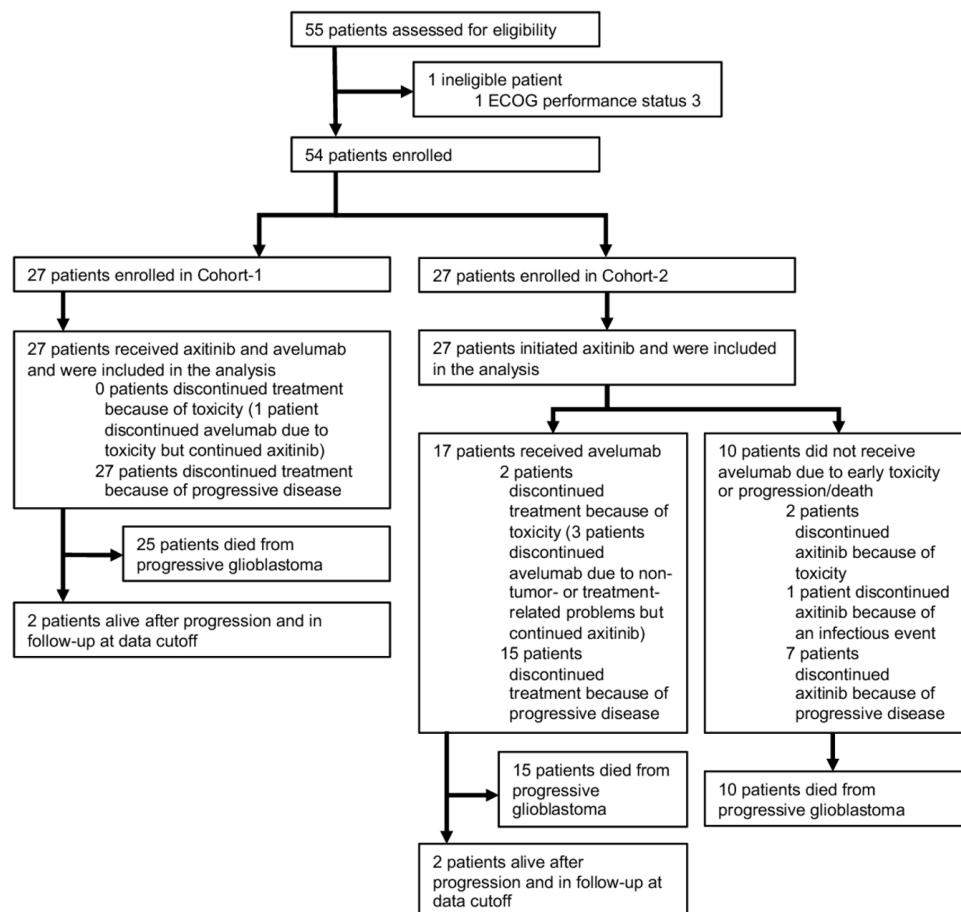 55 patients assessed for eligibility
1 ineligible patient
1 ECOG performance status 3
54 patients enrolled
27 patients enrolled in Cohort-1
27 patients received axitinib and avelumab
and were included in the analysis
0 patients discontinued treatment
because of toxicity (1 patient
discontinued avelumab due to
toxicity but continued axitinib)
27 patients discontinued treatment
because of progressive disease
25 patients died from
progressive glioblastoma
2 patients alive after progression and in
follow-up at data cutoff
27 patients enrolled in Cohort-2
27 patients initiated axitinib and were included
in the analysis
17 patients received avelumab
2 patients
discontinued
treatment because of
toxicity (3 patients
discontinued
avelumab due to non-
tumor- or treatment-
related problems but
continued axitinib)
15 patients
discontinued
treatment because of
progressive disease
15 patients died from
progressive
glioblastoma
2 patients alive after
progression and in follow-up at
data cutoff
10 patients did not receive
avelumab due to early toxicity
or progression/death
2 patients
discontinued
axitinib because of
toxicity
1 patient discontinued
axitinib because of
an infectious event
7 patients
discontinued
axitinib because of
progressive disease
10 patients died from
progressive glioblastoma